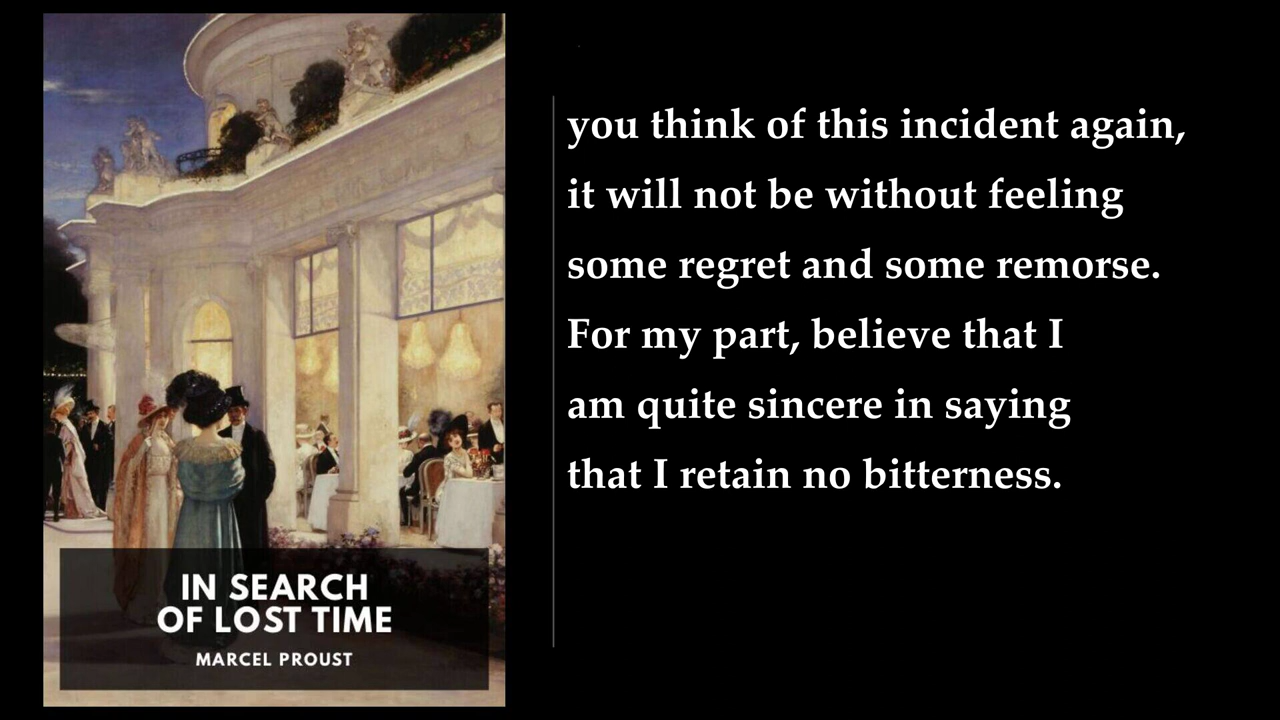 you think of this incident again,
it will not be without feeling
some regret and some remorse.
For my part, believe that I
am quite sincere in saying
that I retain no bitterness.
IN SEARCH
OF LOST TIME
MARCEL PROUST